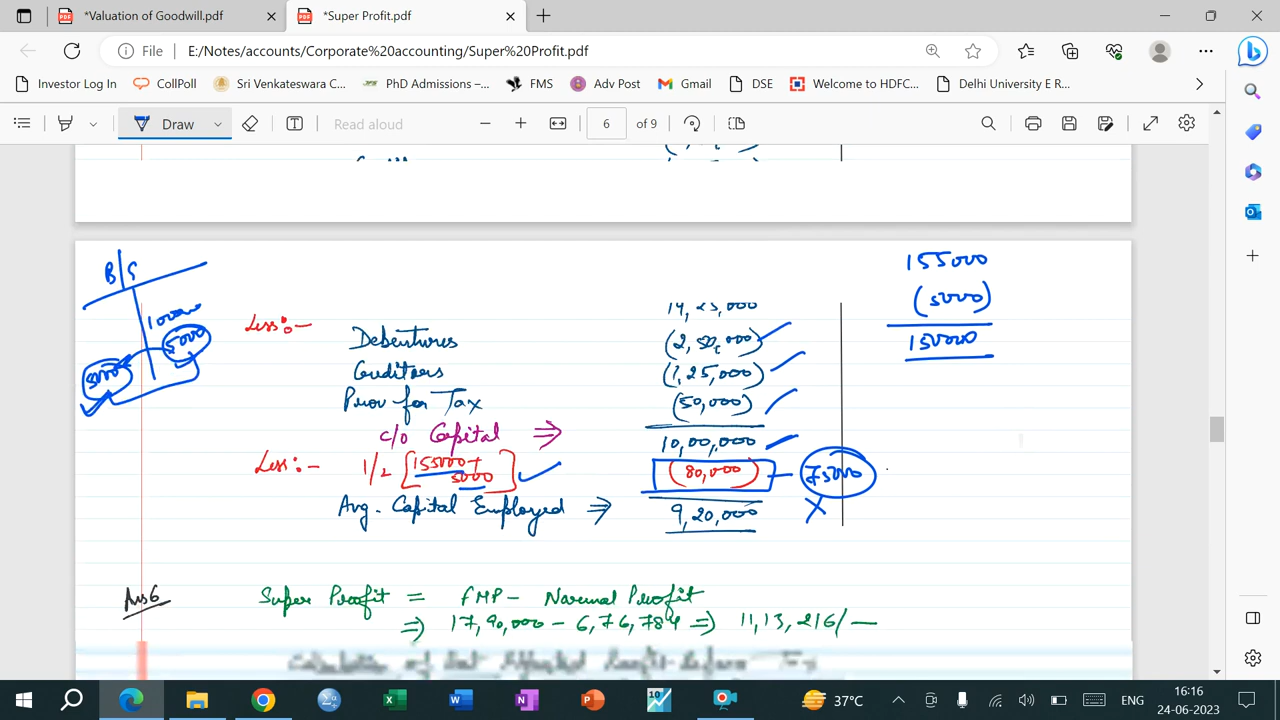 *Valuation of Goodwill.pdf
*Super Profit.pdf
File E:/Notes/accounts/Corporate%20accounting/Super%20Profit.pdf
Investor Log In
CollPoll
Sri Venkateswara C...
PhD Admissions –...
FMS
Adv Post
Gmail
DSE
Welcome to HDFC...
Delhi University E R...
Draw
Read aloud
6 of 9
B/S
10000
5000
5000
155000
(5000)
150000
14,25,000
Less:-
Debentures (2,50,000)
Creditors (1,25,000)
Prov for Tax (50,000)
c/o Capital ⇒ 10,00,000
Less:- 1/2 [155000+ 5000] (80,000) - 75000
Avg. Capital Employed ⇒ 9,20,000 X
Ans6 Super Profit = FMP - Normal Profit
⇒ 17,90,000 - 6,76,784 ⇒ 11,13,216/—
37°C
ENG
16:16
24-06-2023